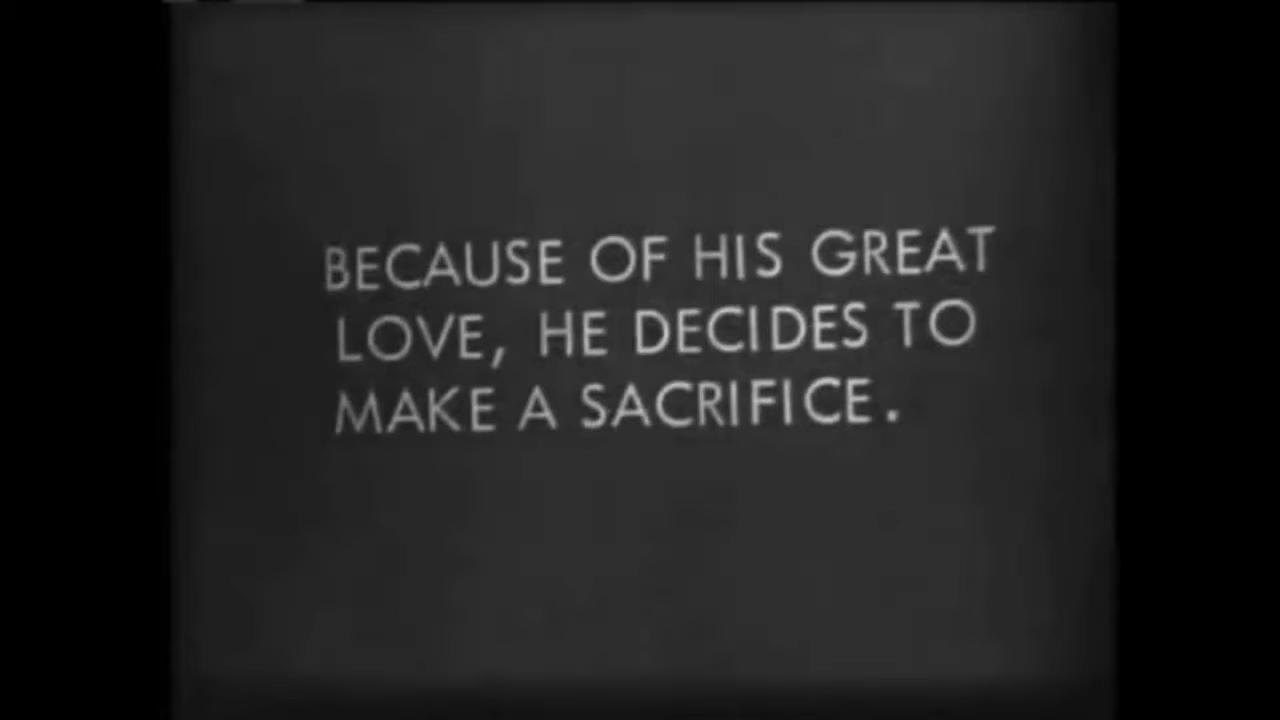 BECAUSE OF HIS GREAT
LOVE, HE DECIDES TO
MAKE A SACRIFICE.